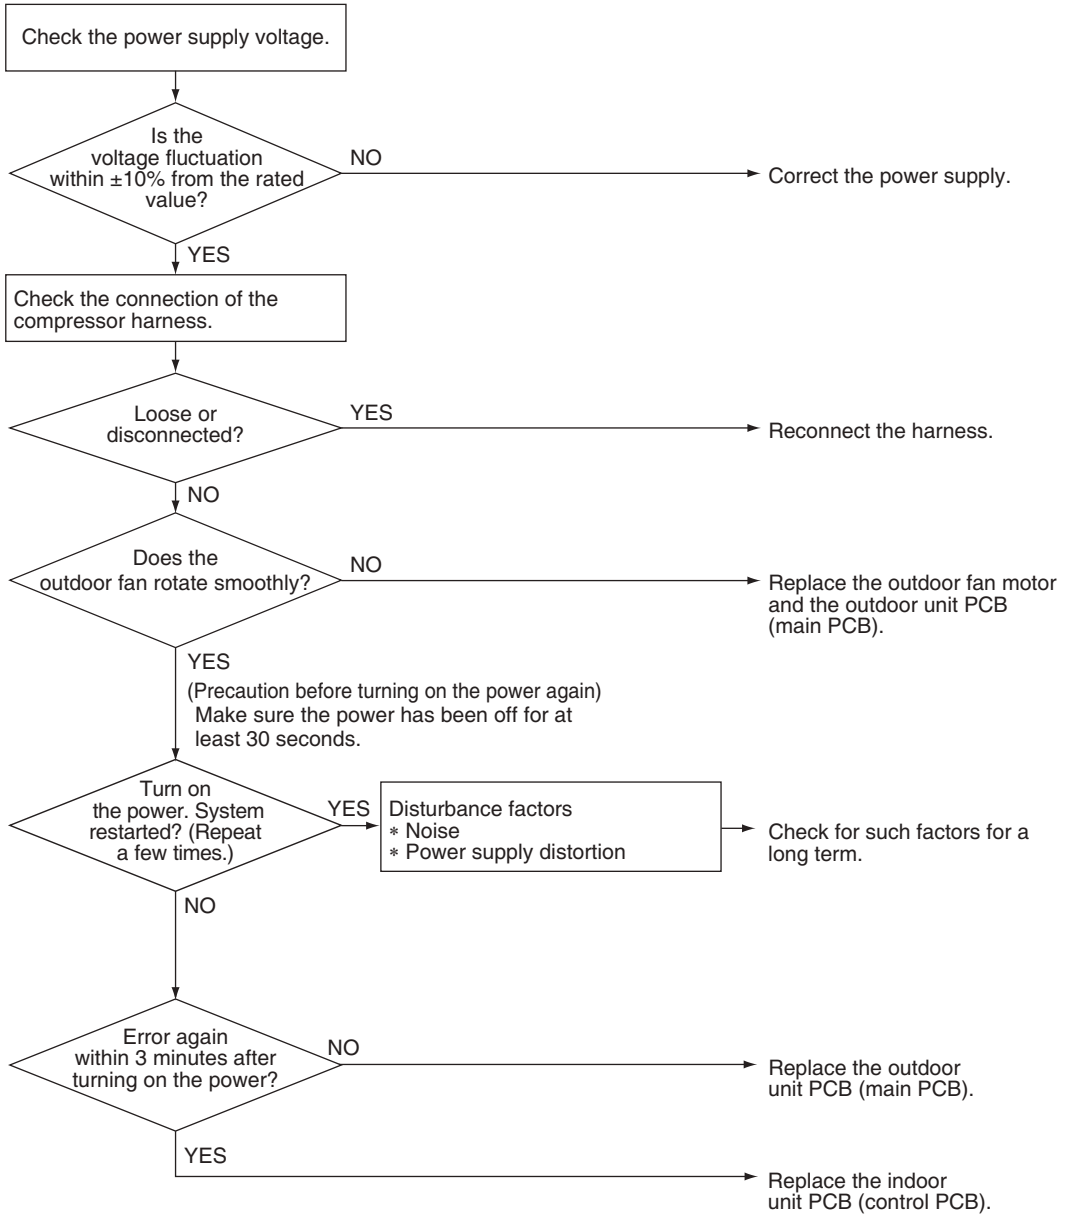 Check the power supply voltage.
Is the
voltage fluctuation
within ±10% from the rated
value?
NO
Correct the power supply.
YES
Check the connection of the
compressor harness.
Loose or
disconnected?
YES
Reconnect the harness.
NO
Does the
outdoor fan rotate smoothly?
NO
Replace the outdoor fan motor
and the outdoor unit PCB
(main PCB).
YES
(Precaution before turning on the power again)
Make sure the power has been off for at
least 30 seconds.
Turn on
the power. System
restarted? (Repeat
a few times.)
YES
Disturbance factors
* Noise
* Power supply distortion
Check for such factors for a
long term.
NO
Error again
within 3 minutes after
turning on the power?
NO
Replace the outdoor
unit PCB (main PCB).
YES
Replace the indoor
unit PCB (control PCB).